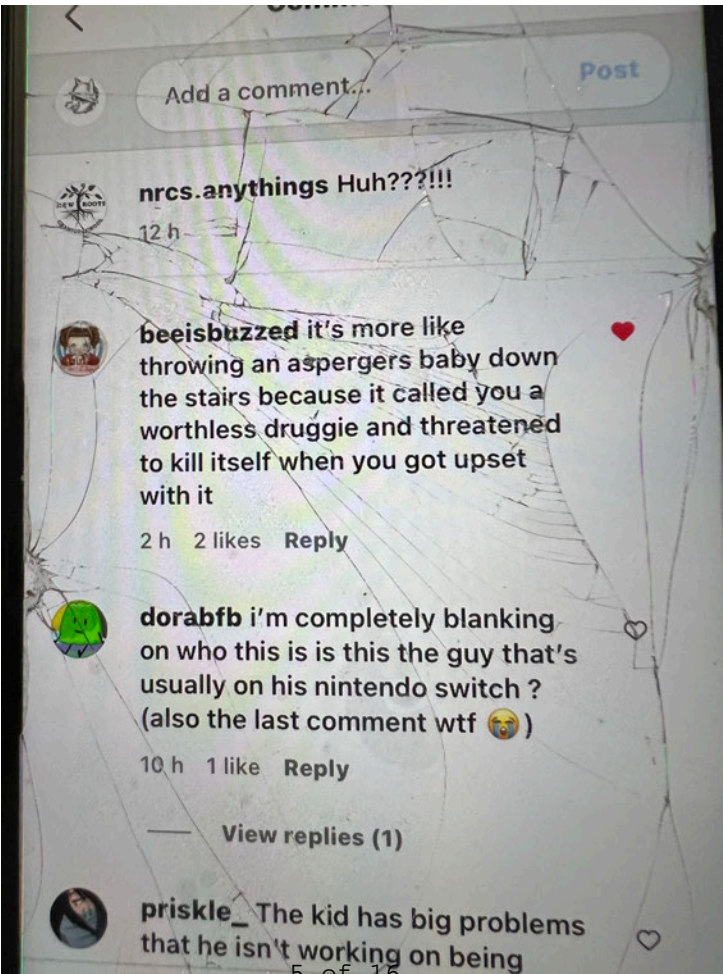 Add a comment...
Post
nrcs.anythings Huh???!!!
12 h
beeisbuzzed it's more like
throwing an aspergers baby down
the stairs because it called you a
worthless druggie and threatened
to kill itself when you got upset
with it
2 h 2 likes Reply
dorabfb i'm completely blanking
on who this is is this the guy that's
usually on his nintendo switch ?
(also the last comment wtf 😭)
10 h 1 like Reply
View replies (1)
priskle_ The kid has big problems
that he isn't working on being
5 of 16